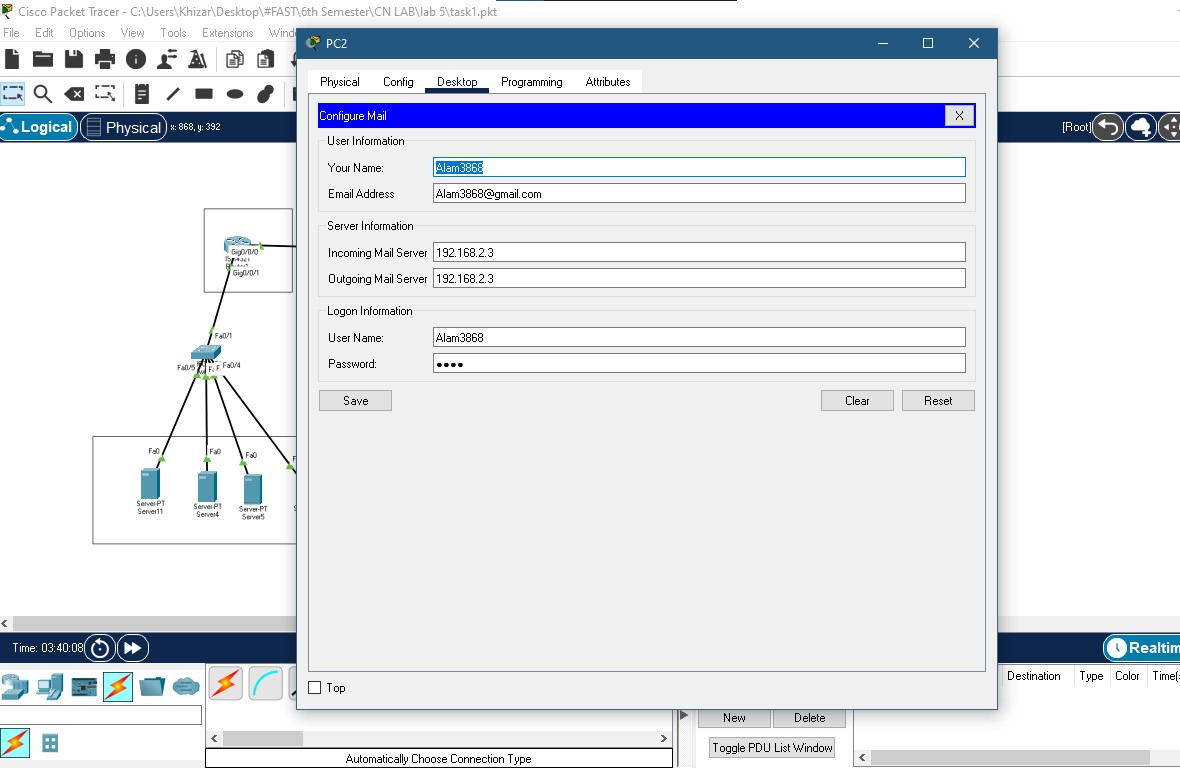 Cisco Packet Tracer - C:\Users\Khizar\Desktop\#FAST\6th Semester\CN LAB\lab 5\task1.pkt
File Edit Options View Tools Extensions
Logical Physical x: 868, y: 392
[Root]
PC2
Physical Config Desktop Programming Attributes
Configure Mail X
User Information
Your Name: Alam3868
Email Address Alam3868@gmail.com
Server Information
Incoming Mail Server 192.168.2.3
Outgoing Mail Server 192.168.2.3
Logon Information
User Name: Alam3868
Password: ●●●●
Save Clear Reset
Top
Gig0/0/0
Gig0/0/1
Fa0/1
Fa0/5 Fa0/4
Fa0 Fa0 Fa0
Server-PT
Server11
Server-PT
Server4
Server-PT
Server5
Time: 03:40:08
Realtim
Destination Type Color Time(s
New Delete
Toggle PDU List Window
Automatically Choose Connection Type